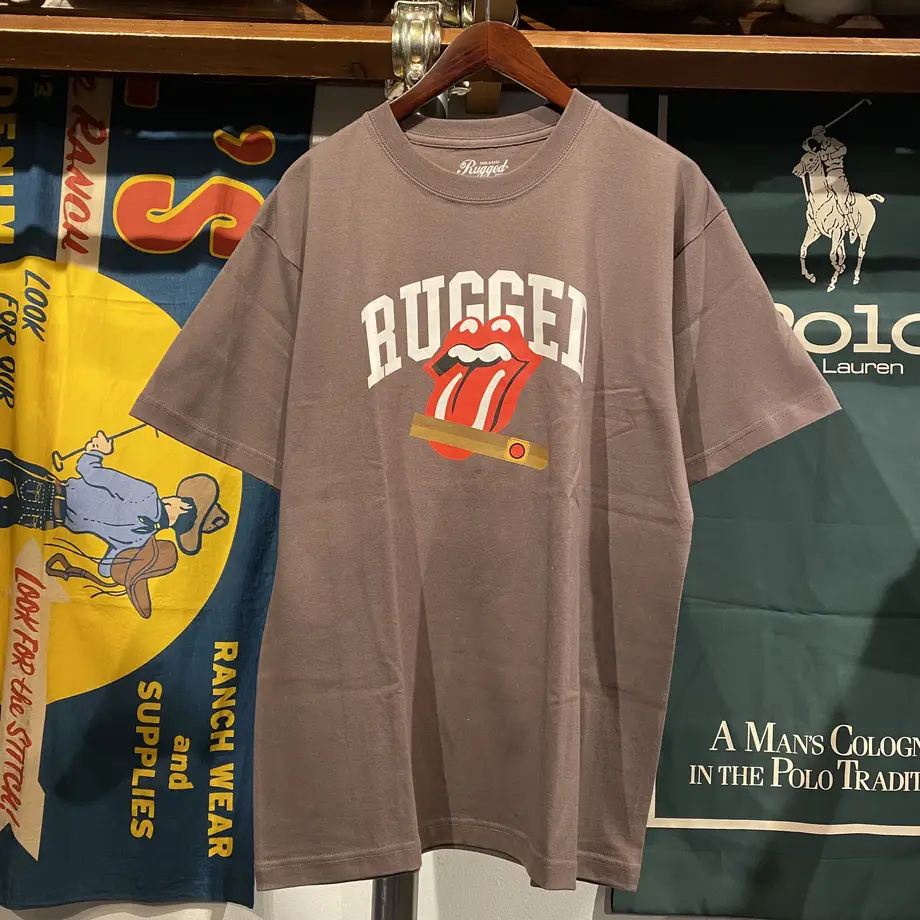 Rugged
RUGGED
'S
RANCH
DENIM
LOOK
FOR OUR
LOOK FOR the STITCH!
RANCH WEAR
and
SUPPLIES
Polo
Lauren
A MAN'S COLOGN
IN THE POLO TRADIT